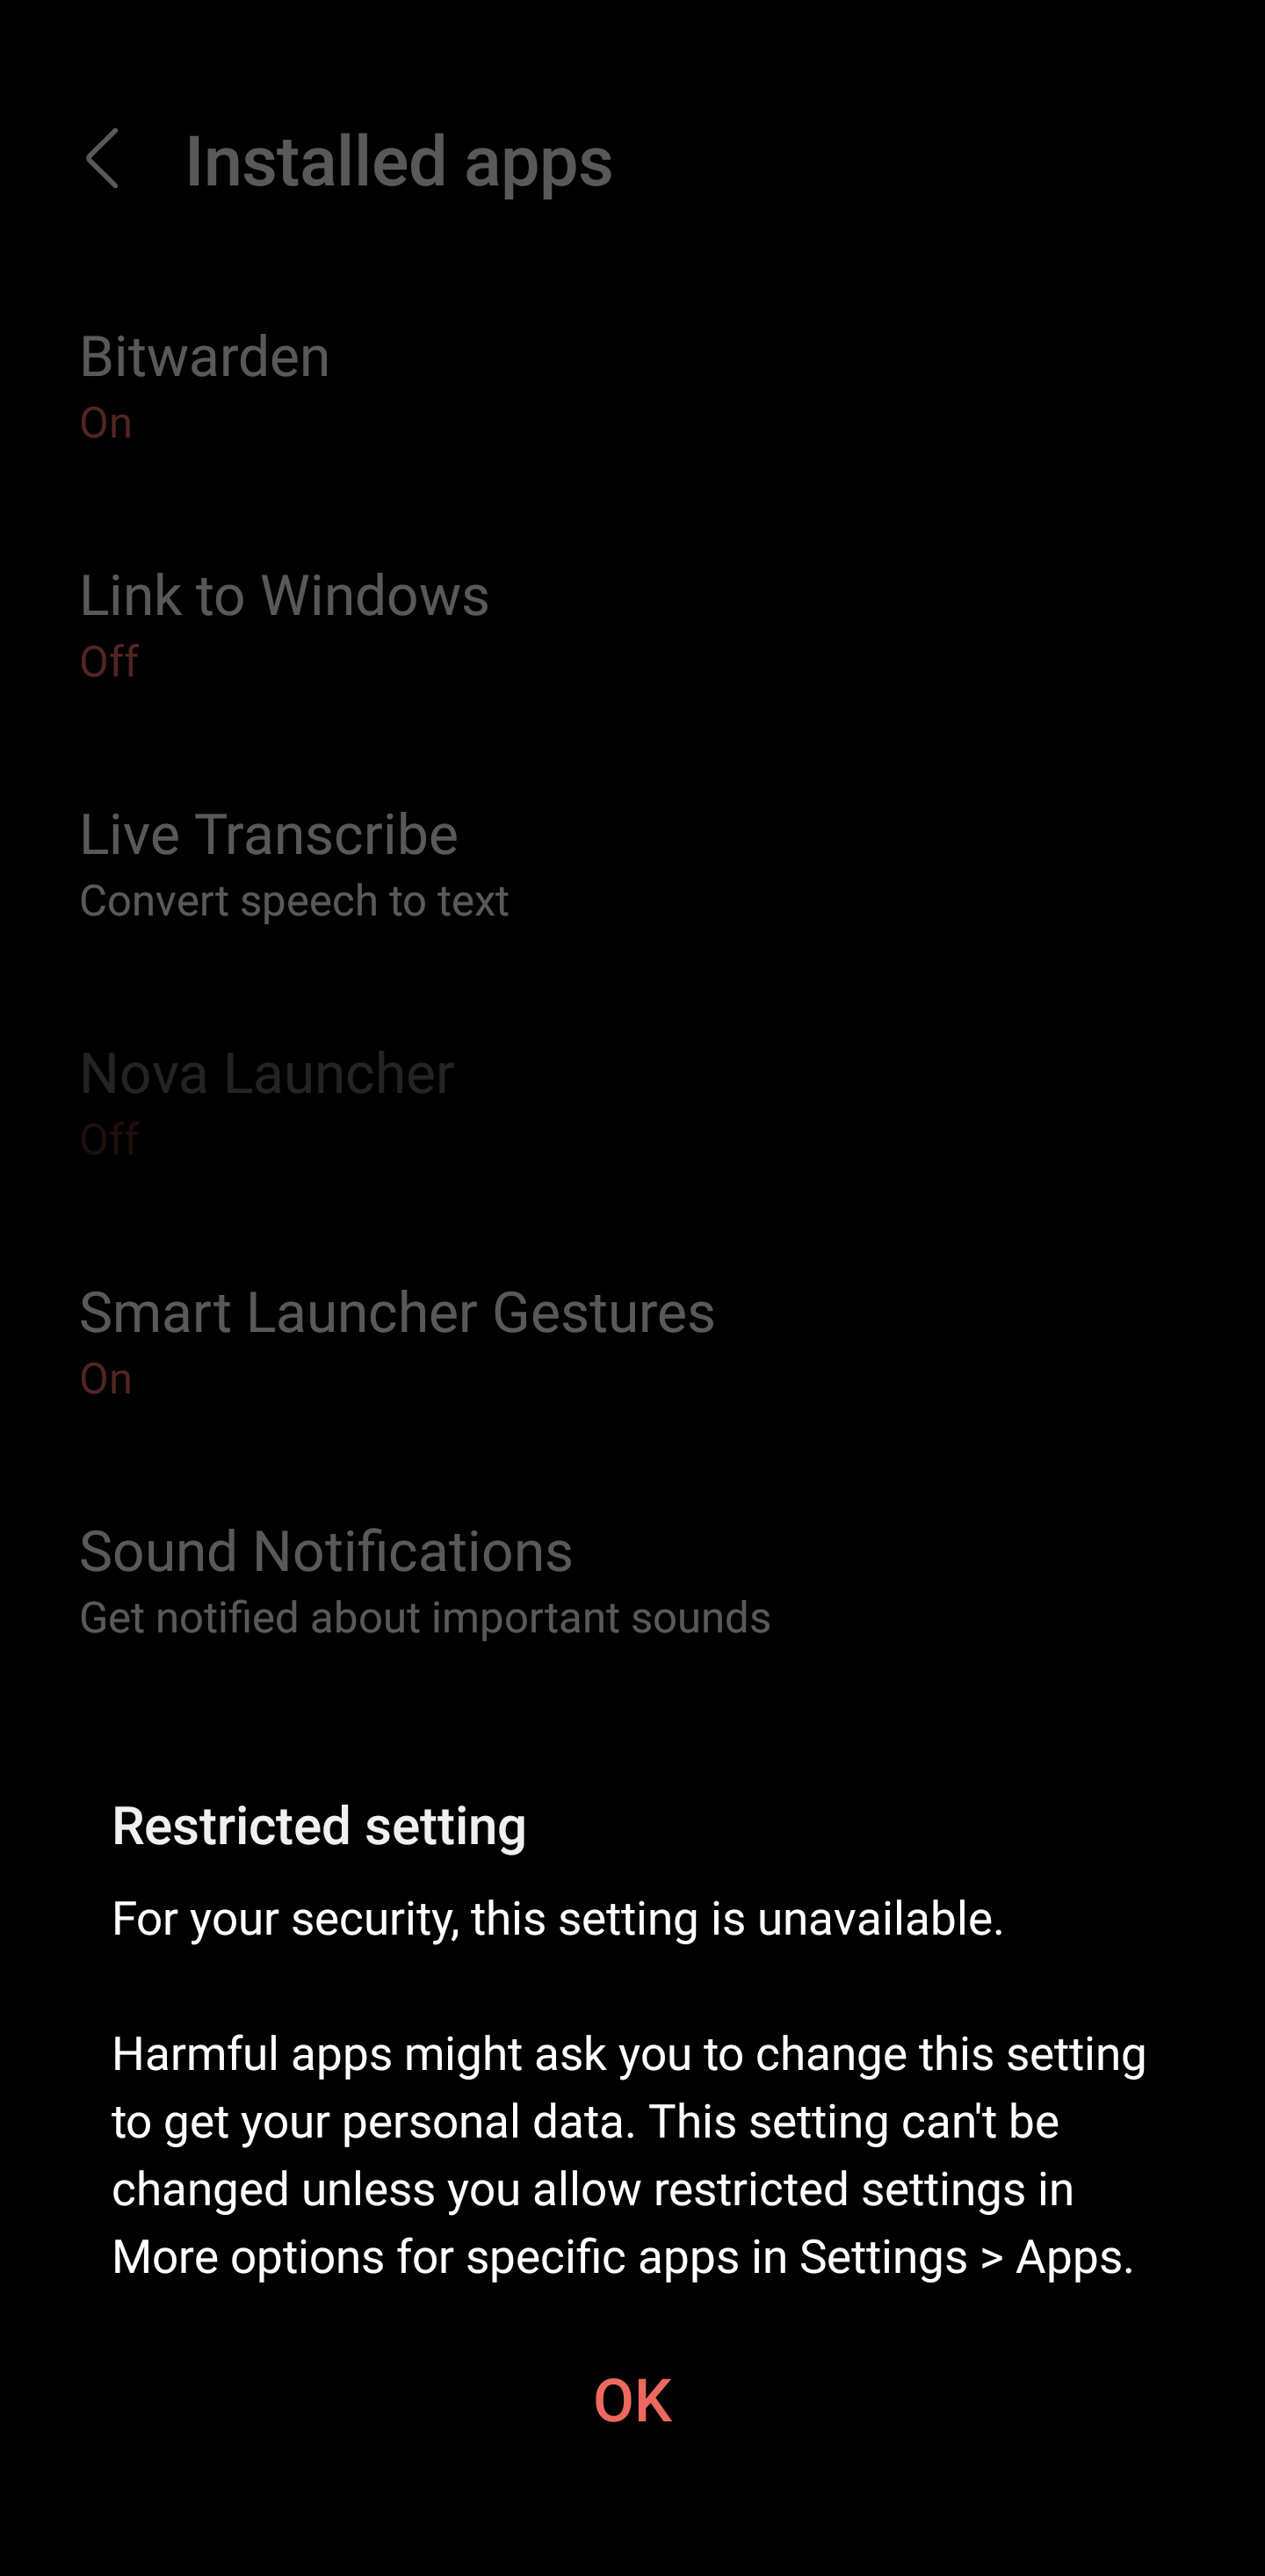 Installed apps
Bitwarden
On
Link to Windows
Off
Live Transcribe
Convert speech to text
Nova Launcher
Off
Smart Launcher Gestures
On
Sound Notifications
Get notified about important sounds
Restricted setting
For your security, this setting is unavailable.
Harmful apps might ask you to change this setting
to get your personal data. This setting can't be
changed unless you allow restricted settings in
More options for specific apps in Settings > Apps.
OK